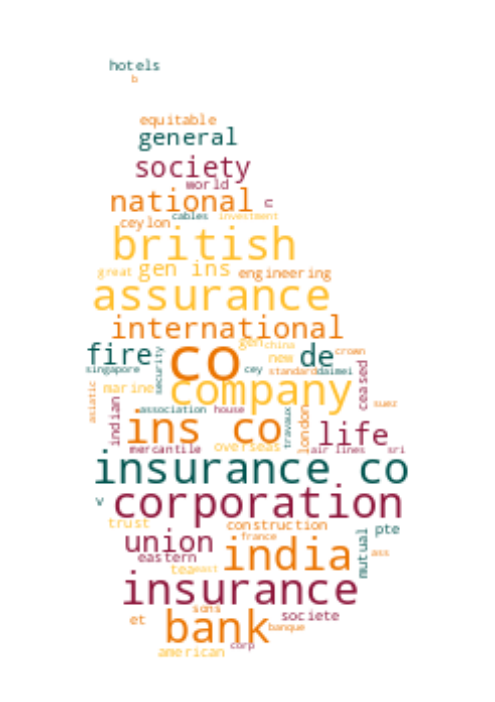 hotels
b
equitable
general
society
world
national c
cables investment
ceylon
british
great gen ins engineering
assurance
international
gen china
fire co de crown
security new
singapore cey standard daimei
company ceased
asiatic marine
indian association house suez
ins co travaux london life
mercantile overseas air lines sri
insurance co
v corporation
trust construction pte
union france mutual
eastern india ass
tea east
insurance
sons
et bank societe
banque
american corp